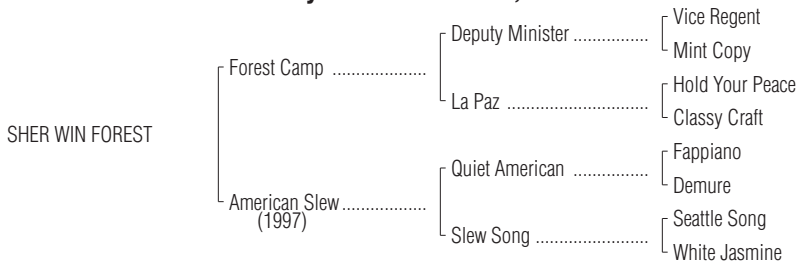 Vice Regent
Deputy Minister ................
Mint Copy
Forest Camp ....................
Hold Your Peace
La Paz ..............................
Classy Craft
SHER WIN FOREST
Fappiano
Quiet American ................
Demure
American Slew..................
(1997)
Seattle Song
Slew Song ........................
White Jasmine